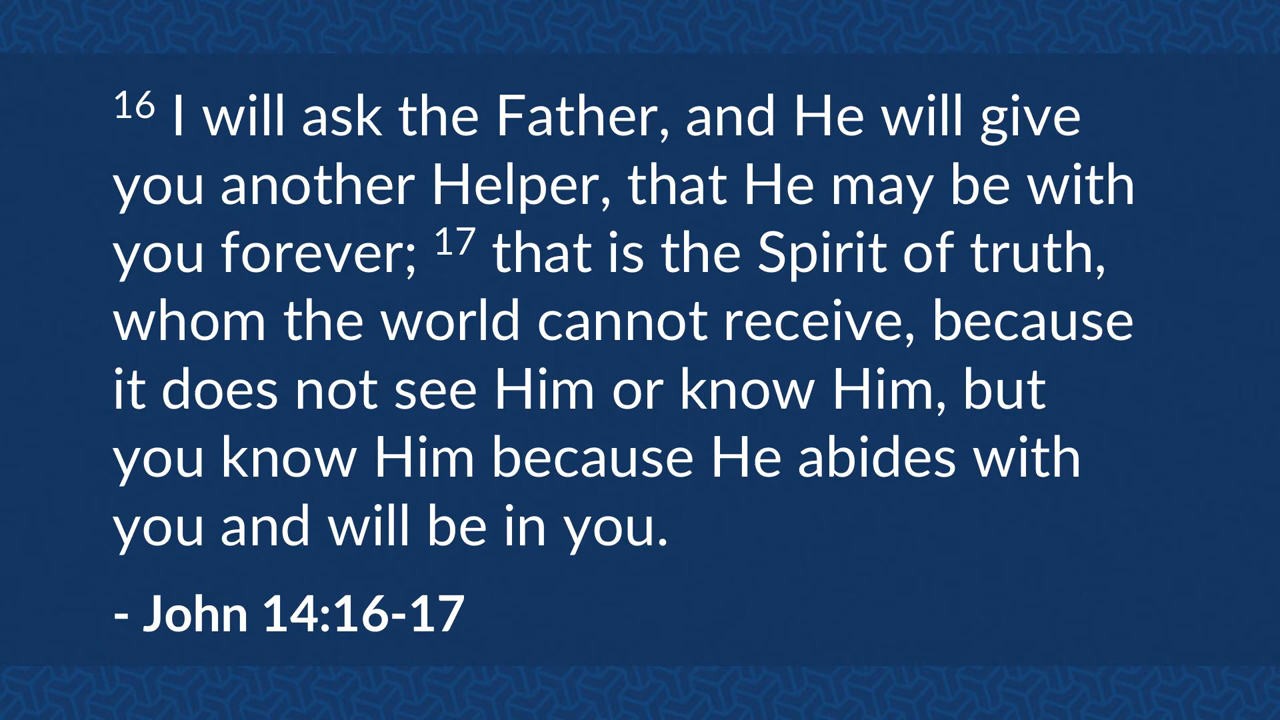 16 I will ask the Father, and He will give
you another Helper, that He may be with
you forever; 17 that is the Spirit of truth,
whom the world cannot receive, because
it does not see Him or know Him, but
you know Him because He abides with
you and will be in you.
- John 14:16-17